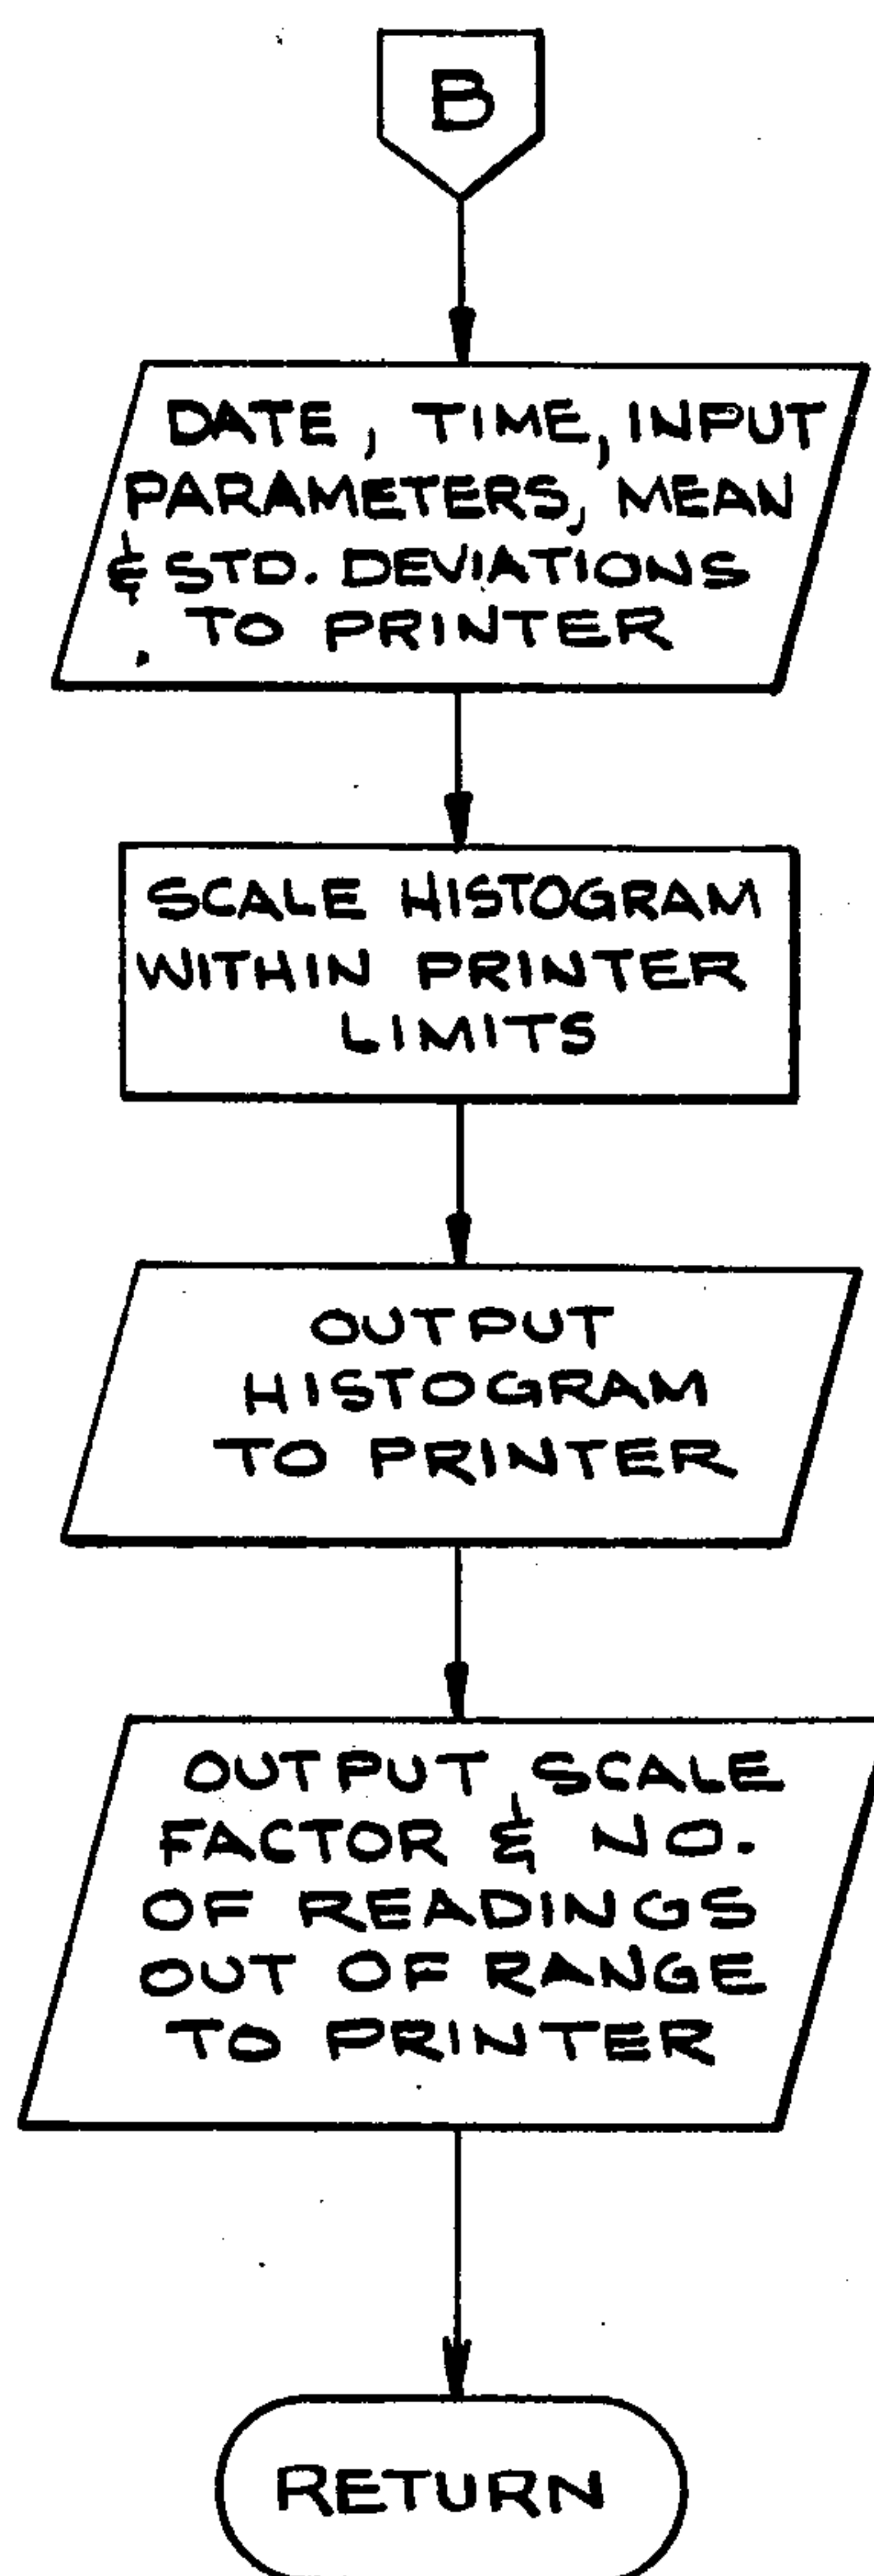 B
DATE, TIME, INPUT
PARAMETERS, MEAN
& STD. DEVIATIONS
TO PRINTER
SCALE HISTOGRAM
WITHIN PRINTER
LIMITS
OUTPUT
HISTOGRAM
TO PRINTER
OUTPUT SCALE
FACTOR & NO.
OF READINGS
OUT OF RANGE
TO PRINTER
RETURN